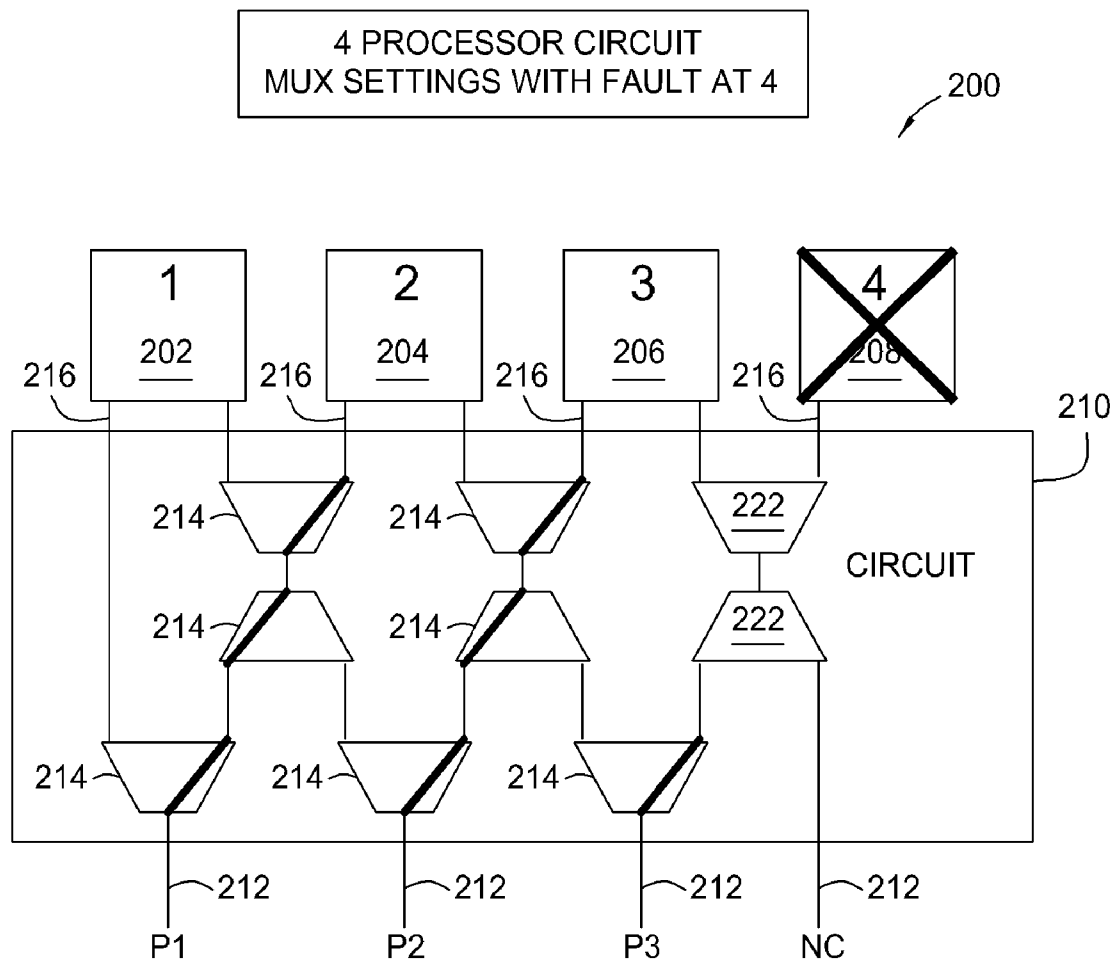 4 PROCESSOR CIRCUIT
MUX SETTINGS WITH FAULT AT 4
200
1 2 3 4
202 204 206 208
216 216 216 216
210
214 214 222
CIRCUIT
214 214 222
214 214 214
212 212 212 212
P1 P2 P3 NC